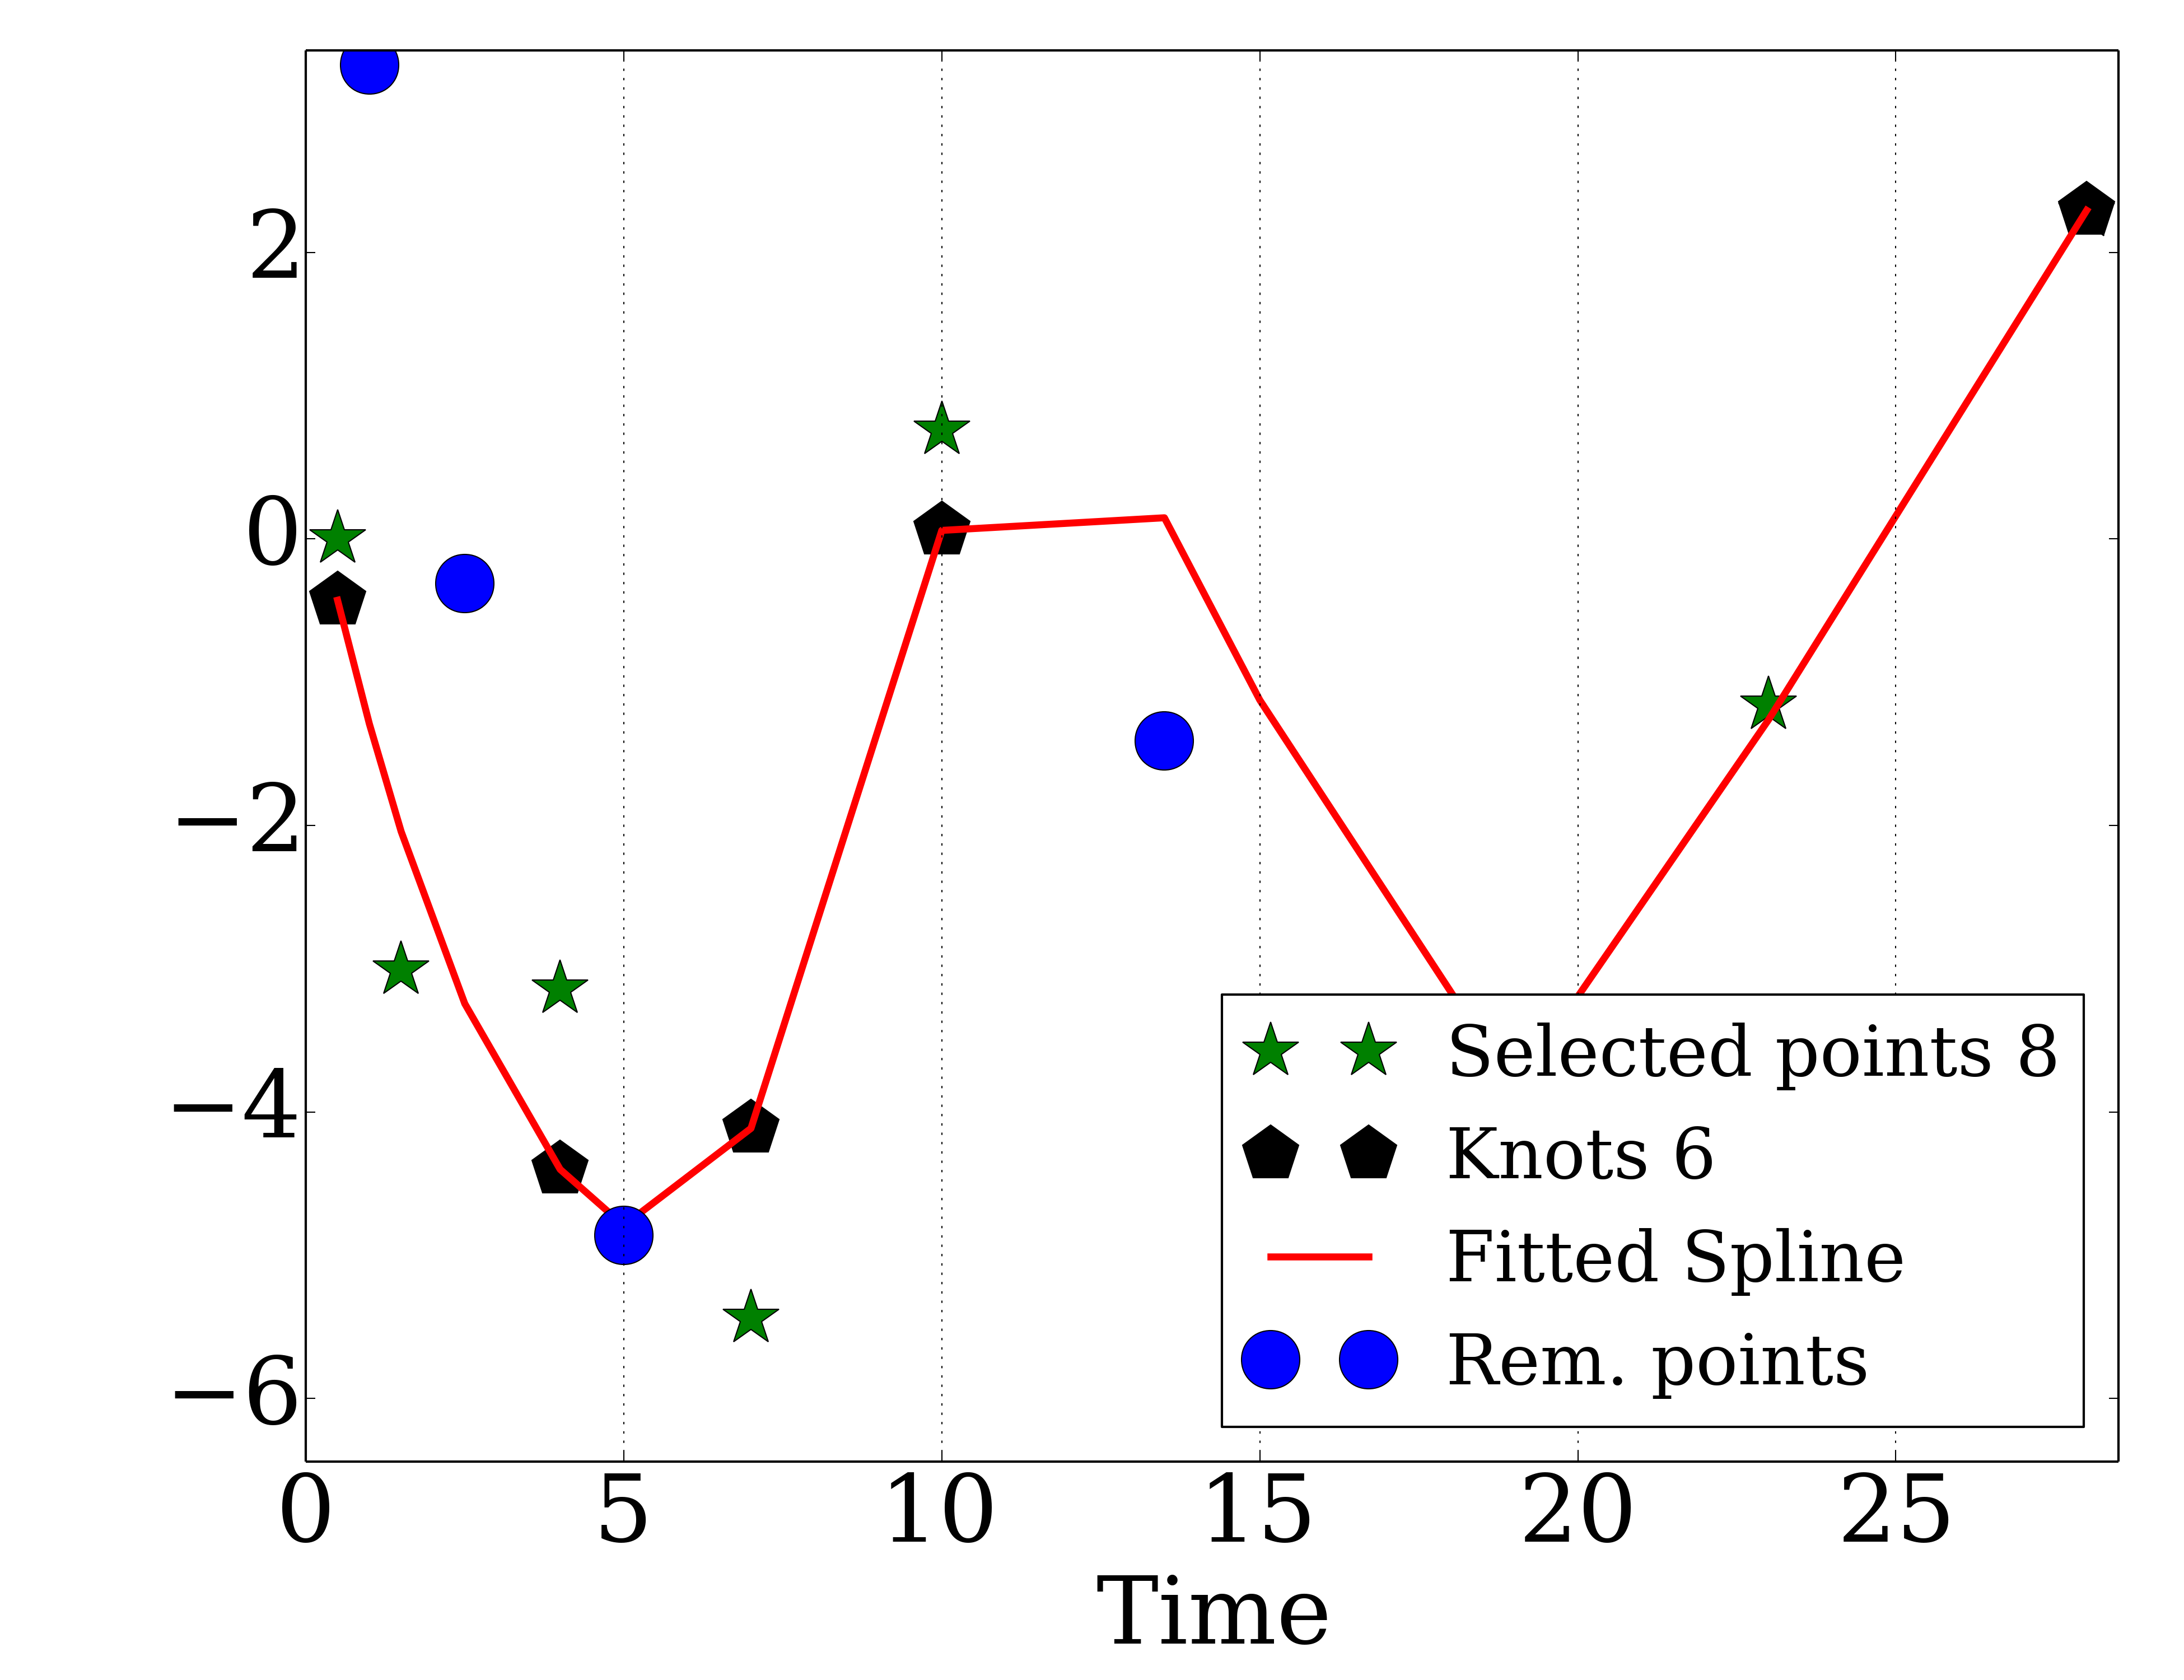 2
0
−2
−4
−6
0 5 10 15 20 25
Time
Selected points 8
Knots 6
Fitted Spline
Rem. points